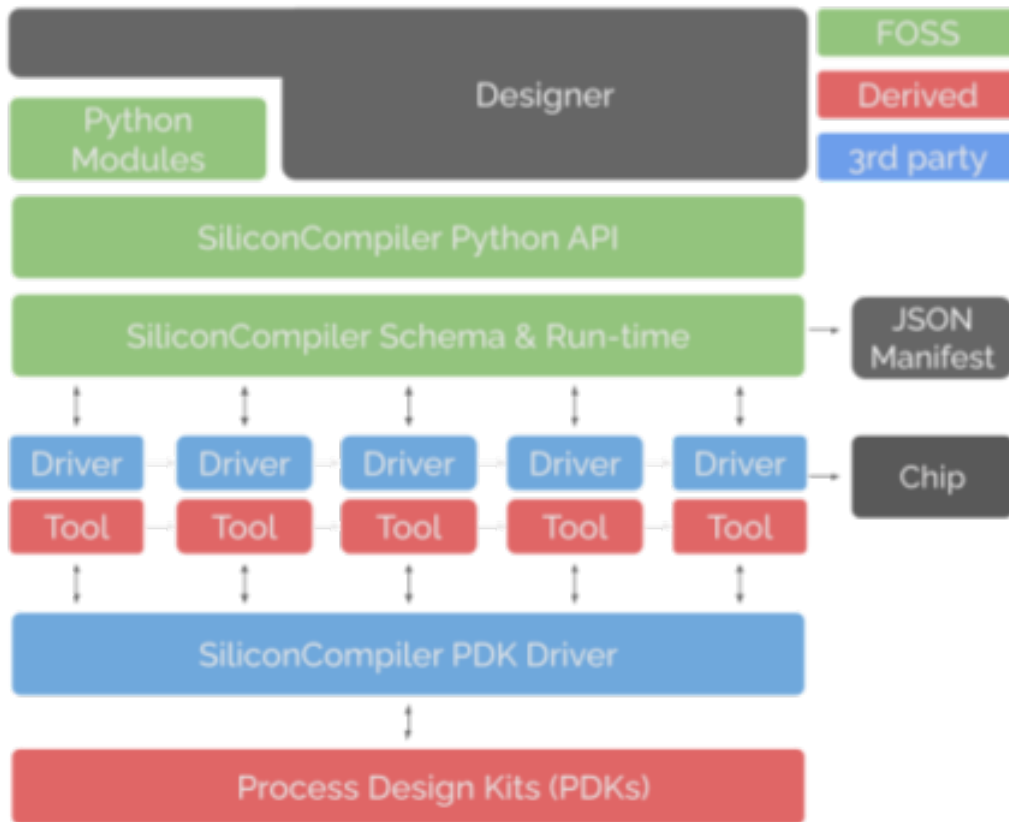 Designer
FOSS
Derived
3rd party
Python
Modules
SiliconCompiler Python API
SiliconCompiler Schema & Run-time
JSON
Manifest
Driver
Driver
Driver
Driver
Driver
Chip
Tool
Tool
Tool
Tool
Tool
SiliconCompiler PDK Driver
Process Design Kits (PDKs)